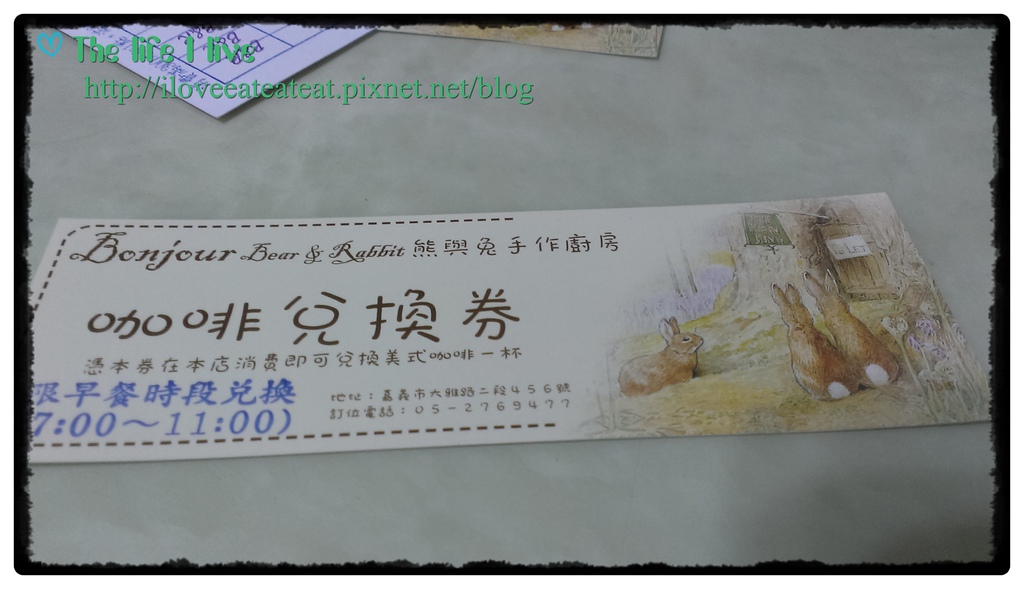 The life I live
http://iloveeateateat.pixnet.net/blog
Bonjour Bear & Rabbit 熊與兔手作廚房
咖啡兌換券
憑本券在本店消費即可兌換美式咖啡一杯
限早餐時段兌換
7:00～11:00)
地址：嘉義市大雅路二段456號
訂位電話：05-2769477
TO LET